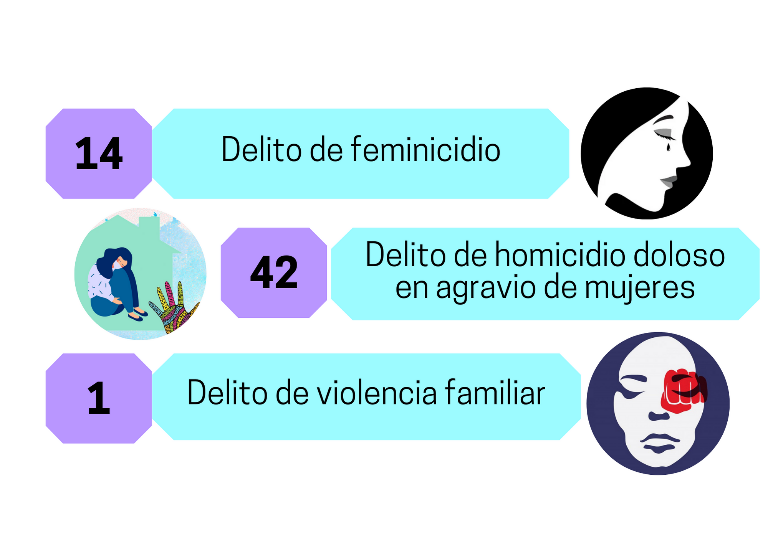 14
Delito de feminicidio
42
Delito de homicidio doloso
en agravio de mujeres
1
Delito de violencia familiar